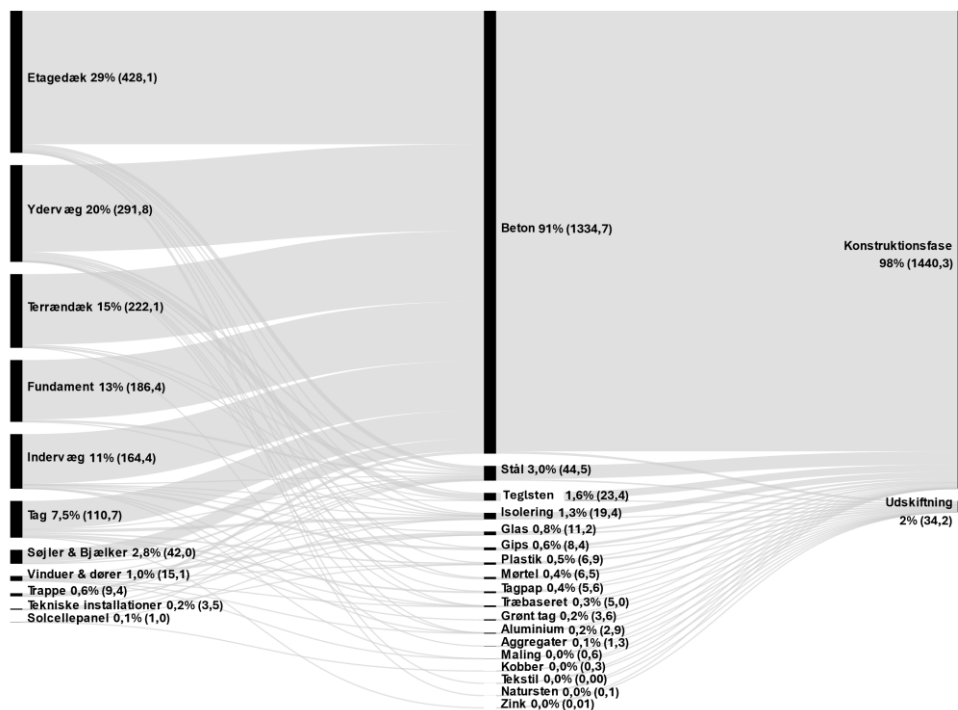 Etagedæk 29% (428,1)
Ydervæg 20% (291,8)
Terrændæk 15% (222,1)
Fundament 13% (186,4)
Indervæg 11% (164,4)
Tag 7,5% (110,7)
Søjler & Bjælker 2,8% (42,0)
Vinduer & dører 1,0% (15,1)
Trappe 0,6% (9,4)
Tekniske installationer 0,2% (3,5)
Solcellepanel 0,1% (1,0)
Beton 91% (1334,7)
Stål 3,0% (44,5)
Teglsten 1,6% (23,4)
Isolering 1,3% (19,4)
Glas 0,8% (11,2)
Gips 0,6% (8,4)
Plastik 0,5% (6,9)
Mørtel 0,4% (6,5)
Tagpap 0,4% (5,6)
Træbaseret 0,3% (5,0)
Grønt tag 0,2% (3,6)
Aluminium 0,2% (2,9)
Aggregater 0,1% (1,3)
Maling 0,0% (0,6)
Kobber 0,0% (0,3)
Tekstil 0,0% (0,00)
Natursten 0,0% (0,1)
Zink 0,0% (0,01)
Konstruktionsfase
98% (1440,3)
Udskiftning
2% (34,2)